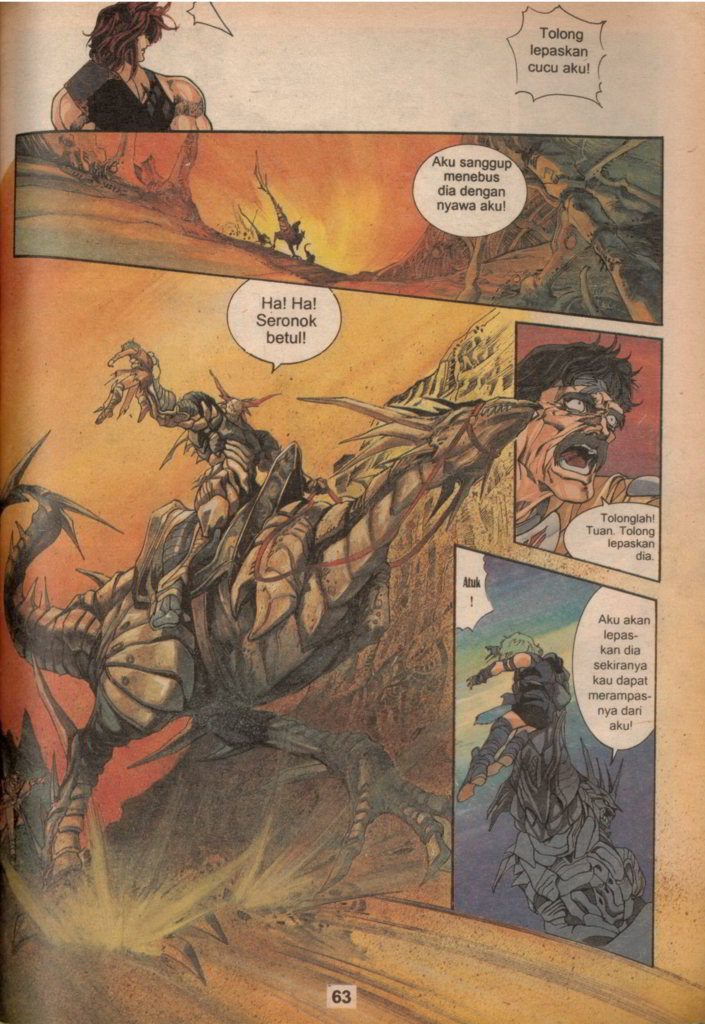 Tolong
lepaskan
cucu aku!
Aku sanggup
menebus
dia dengan
nyawa aku!
Ha! Ha!
Seronok
betul!
Tolonglah!
Tuan. Tolong
lepaskan
dia.
Atuk
!
Aku akan
lepas-
kan dia
sekiranya
kau dapat
merampas-
nya dari
aku!
63